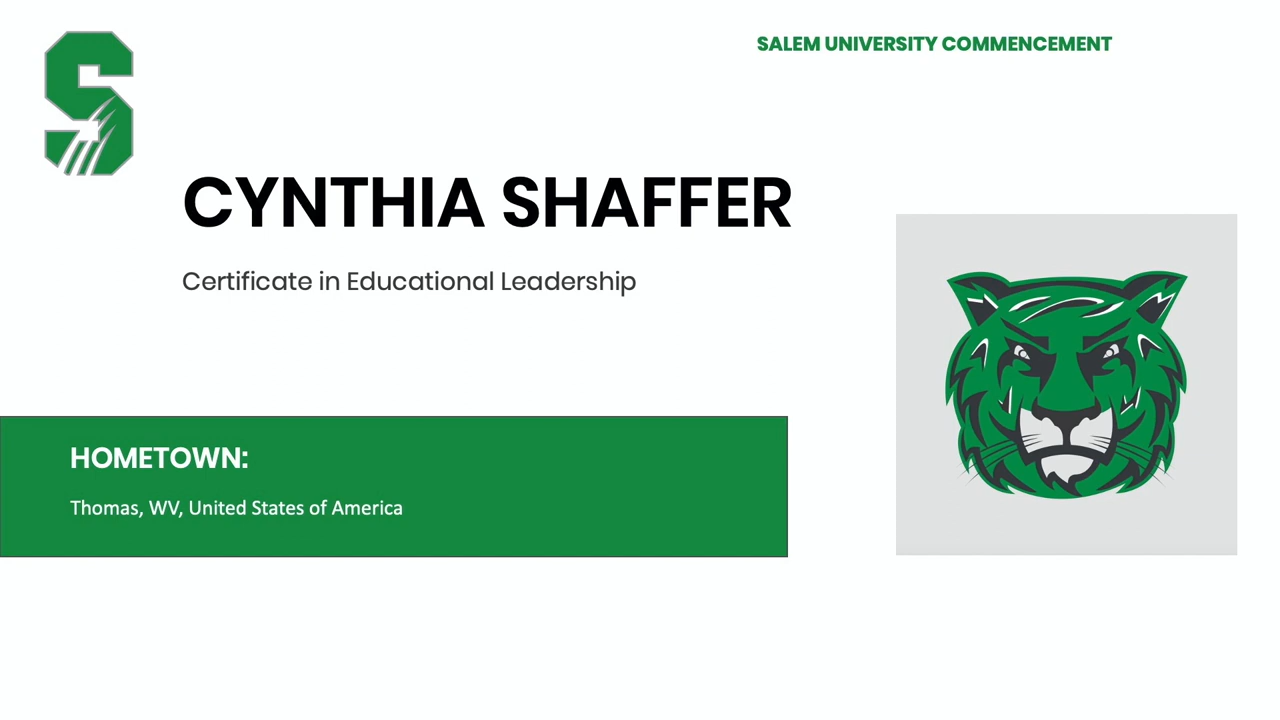 S
SALEM UNIVERSITY COMMENCEMENT
CYNTHIA SHAFFER
Certificate in Educational Leadership
HOMETOWN:
Thomas, WV, United States of America